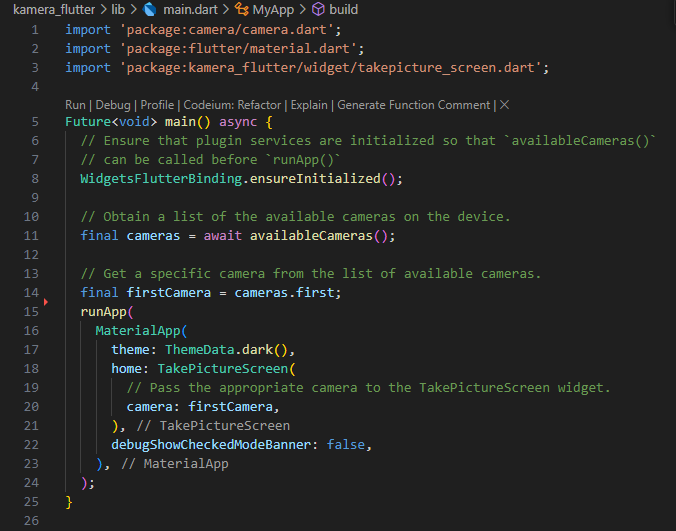 kamera_flutter > lib > main.dart > MyApp > build
1 import 'package:camera/camera.dart';
2 import 'package:flutter/material.dart';
3 import 'package:kamera_flutter/widget/takepicture_screen.dart';
4
Run | Debug | Profile | Codeium: Refactor | Explain | Generate Function Comment | X
5 Future<void> main() async {
6 // Ensure that plugin services are initialized so that `availableCameras()`
7 // can be called before `runApp()`
8 WidgetsFlutterBinding.ensureInitialized();
9
10 // Obtain a list of the available cameras on the device.
11 final cameras = await availableCameras();
12
13 // Get a specific camera from the list of available cameras.
14 final firstCamera = cameras.first;
15 runApp(
16 MaterialApp(
17 theme: ThemeData.dark(),
18 home: TakePictureScreen(
19 // Pass the appropriate camera to the TakePictureScreen widget.
20 camera: firstCamera,
21 ), // TakePictureScreen
22 debugShowCheckedModeBanner: false,
23 ), // MaterialApp
24 );
25 }
26